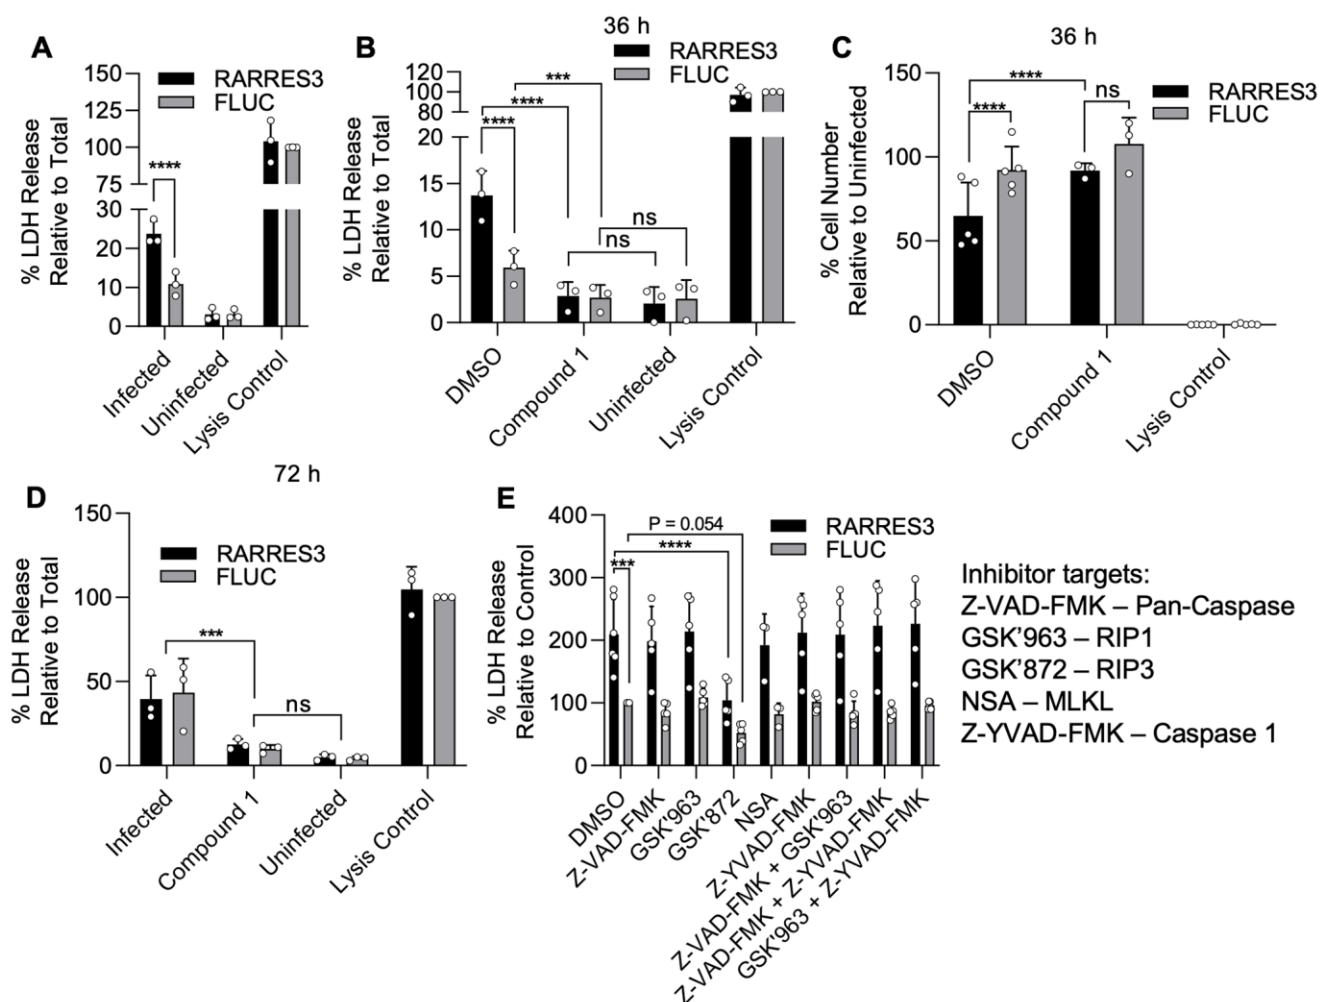 A
150
125
100
75
30
20
10
0
% LDH Release
Relative to Total
RARRES3
FLUC
****
Infected
Uninfected
Lysis Control
B
36 h
120
100
80
20
15
10
5
0
% LDH Release
Relative to Total
RARRES3
FLUC
***
****
****
ns
ns
DMSO
Compound 1
Uninfected
Lysis Control
C
36 h
150
100
50
0
% Cell Number
Relative to Uninfected
RARRES3
FLUC
****
****
ns
DMSO
Compound 1
Lysis Control
D
72 h
150
100
50
0
% LDH Release
Relative to Total
RARRES3
FLUC
***
ns
Infected
Compound 1
Uninfected
Lysis Control
E
400
300
200
100
0
% LDH Release
Relative to Control
RARRES3
FLUC
P = 0.054
****
***
DMSO
Z-VAD-FMK
GSK'963
GSK'872
NSA
Z-YVAD-FMK
Z-VAD-FMK + GSK'963
Z-VAD-FMK + Z-YVAD-FMK
GSK'963 + Z-YVAD-FMK
Inhibitor targets:
Z-VAD-FMK – Pan-Caspase
GSK'963 – RIP1
GSK'872 – RIP3
NSA – MLKL
Z-YVAD-FMK – Caspase 1